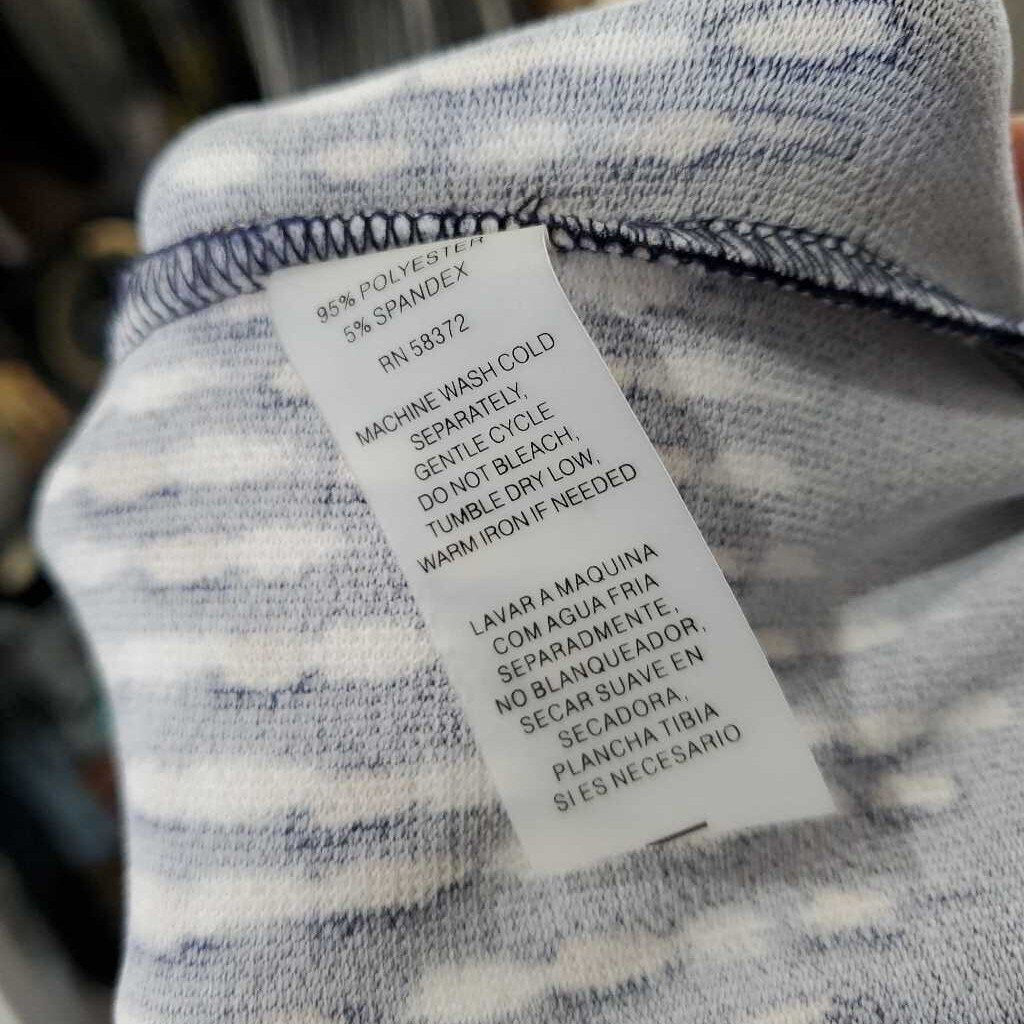 95% POLYESTER
5% SPANDEX
RN 58372
MACHINE WASH COLD
SEPARATELY,
GENTLE CYCLE
DO NOT BLEACH,
TUMBLE DRY LOW,
WARM IRON IF NEEDED
LAVAR A MAQUINA
COM AGUA FRIA
SEPARADMENTE,
NO BLANQUEADOR,
SECAR SUAVE EN
SECADORA,
PLANCHA TIBIA
SI ES NECESARIO